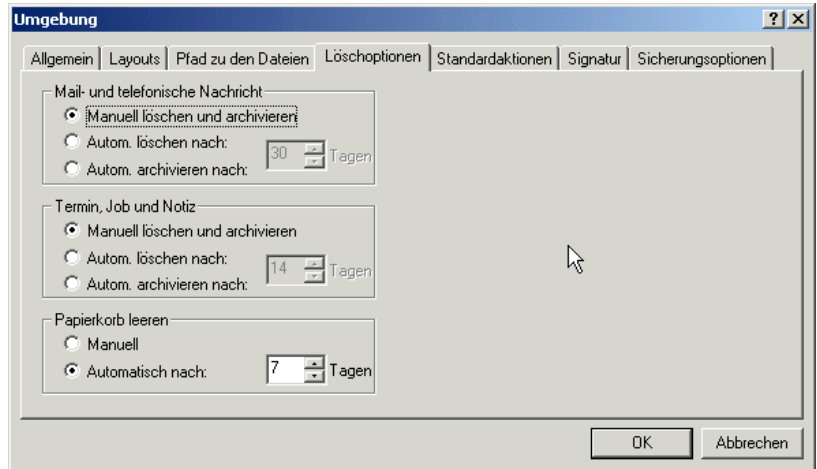 Umgebung
Allgemein Layouts Pfad zu den Dateien Löschoptionen Standardaktionen Signatur Sicherungsoptionen
Mail- und telefonische Nachricht
Manuell löschen und archivieren
Autom. löschen nach:
30 Tagen
Autom. archivieren nach:
Termin, Job und Notiz
Manuell löschen und archivieren
Autom. löschen nach:
14 Tagen
Autom. archivieren nach:
Papierkorb leeren
Manuell
Automatisch nach: 7 Tagen
OK Abbrechen